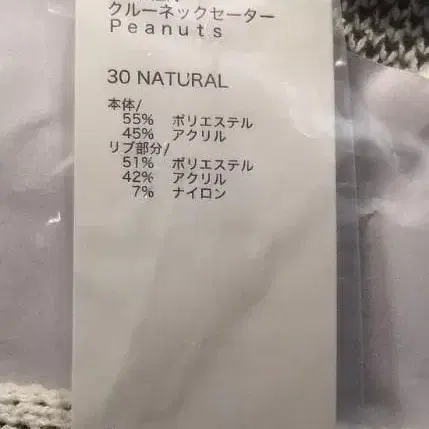 クルーネックセーター
Peanuts
30 NATURAL
本体/
55% ポリエステル
45% アクリル
リブ部分/
51% ポリエステル
42% アクリル
7% ナイロン